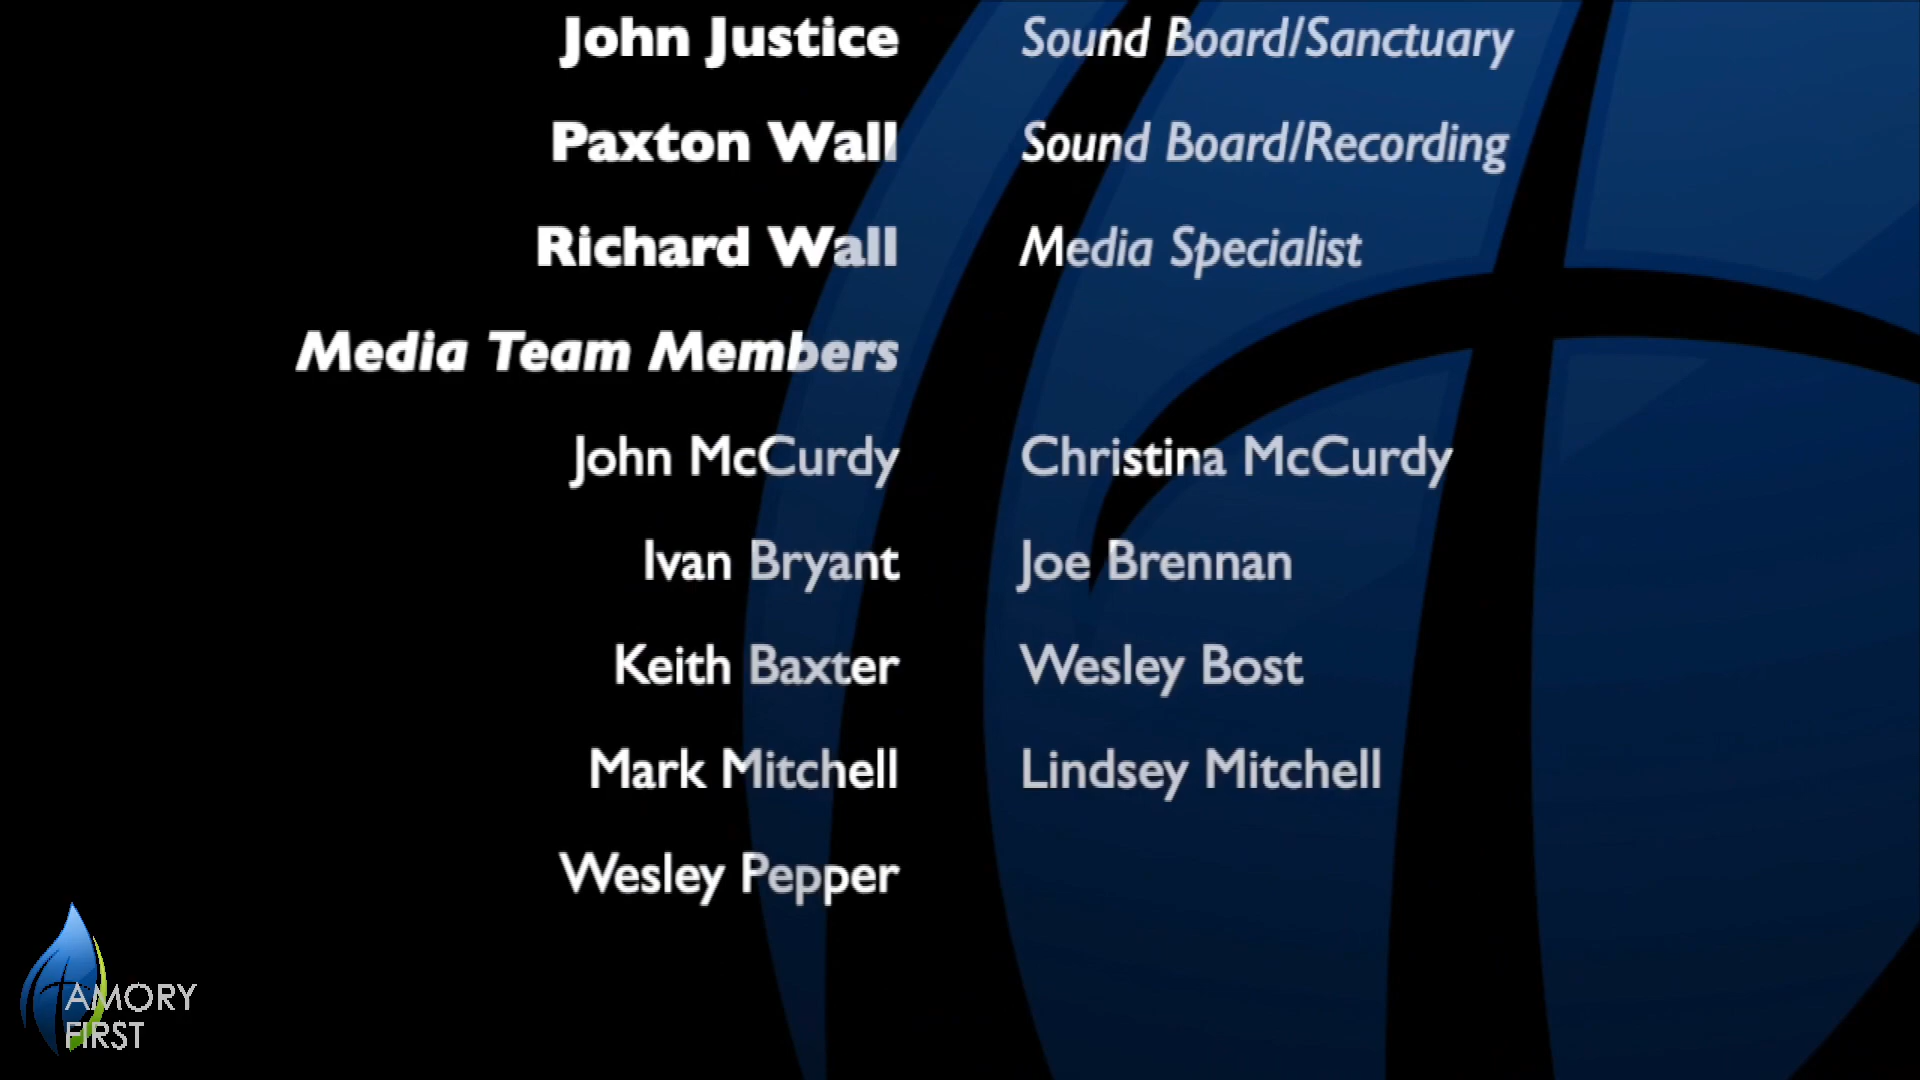 John Justice Sound Board/Sanctuary
Paxton Wall Sound Board/Recording
Richard Wall Media Specialist
Media Team Members
John McCurdy Christina McCurdy
Ivan Bryant Joe Brennan
Keith Baxter Wesley Bost
Mark Mitchell Lindsey Mitchell
Wesley Pepper
AMORY
FIRST